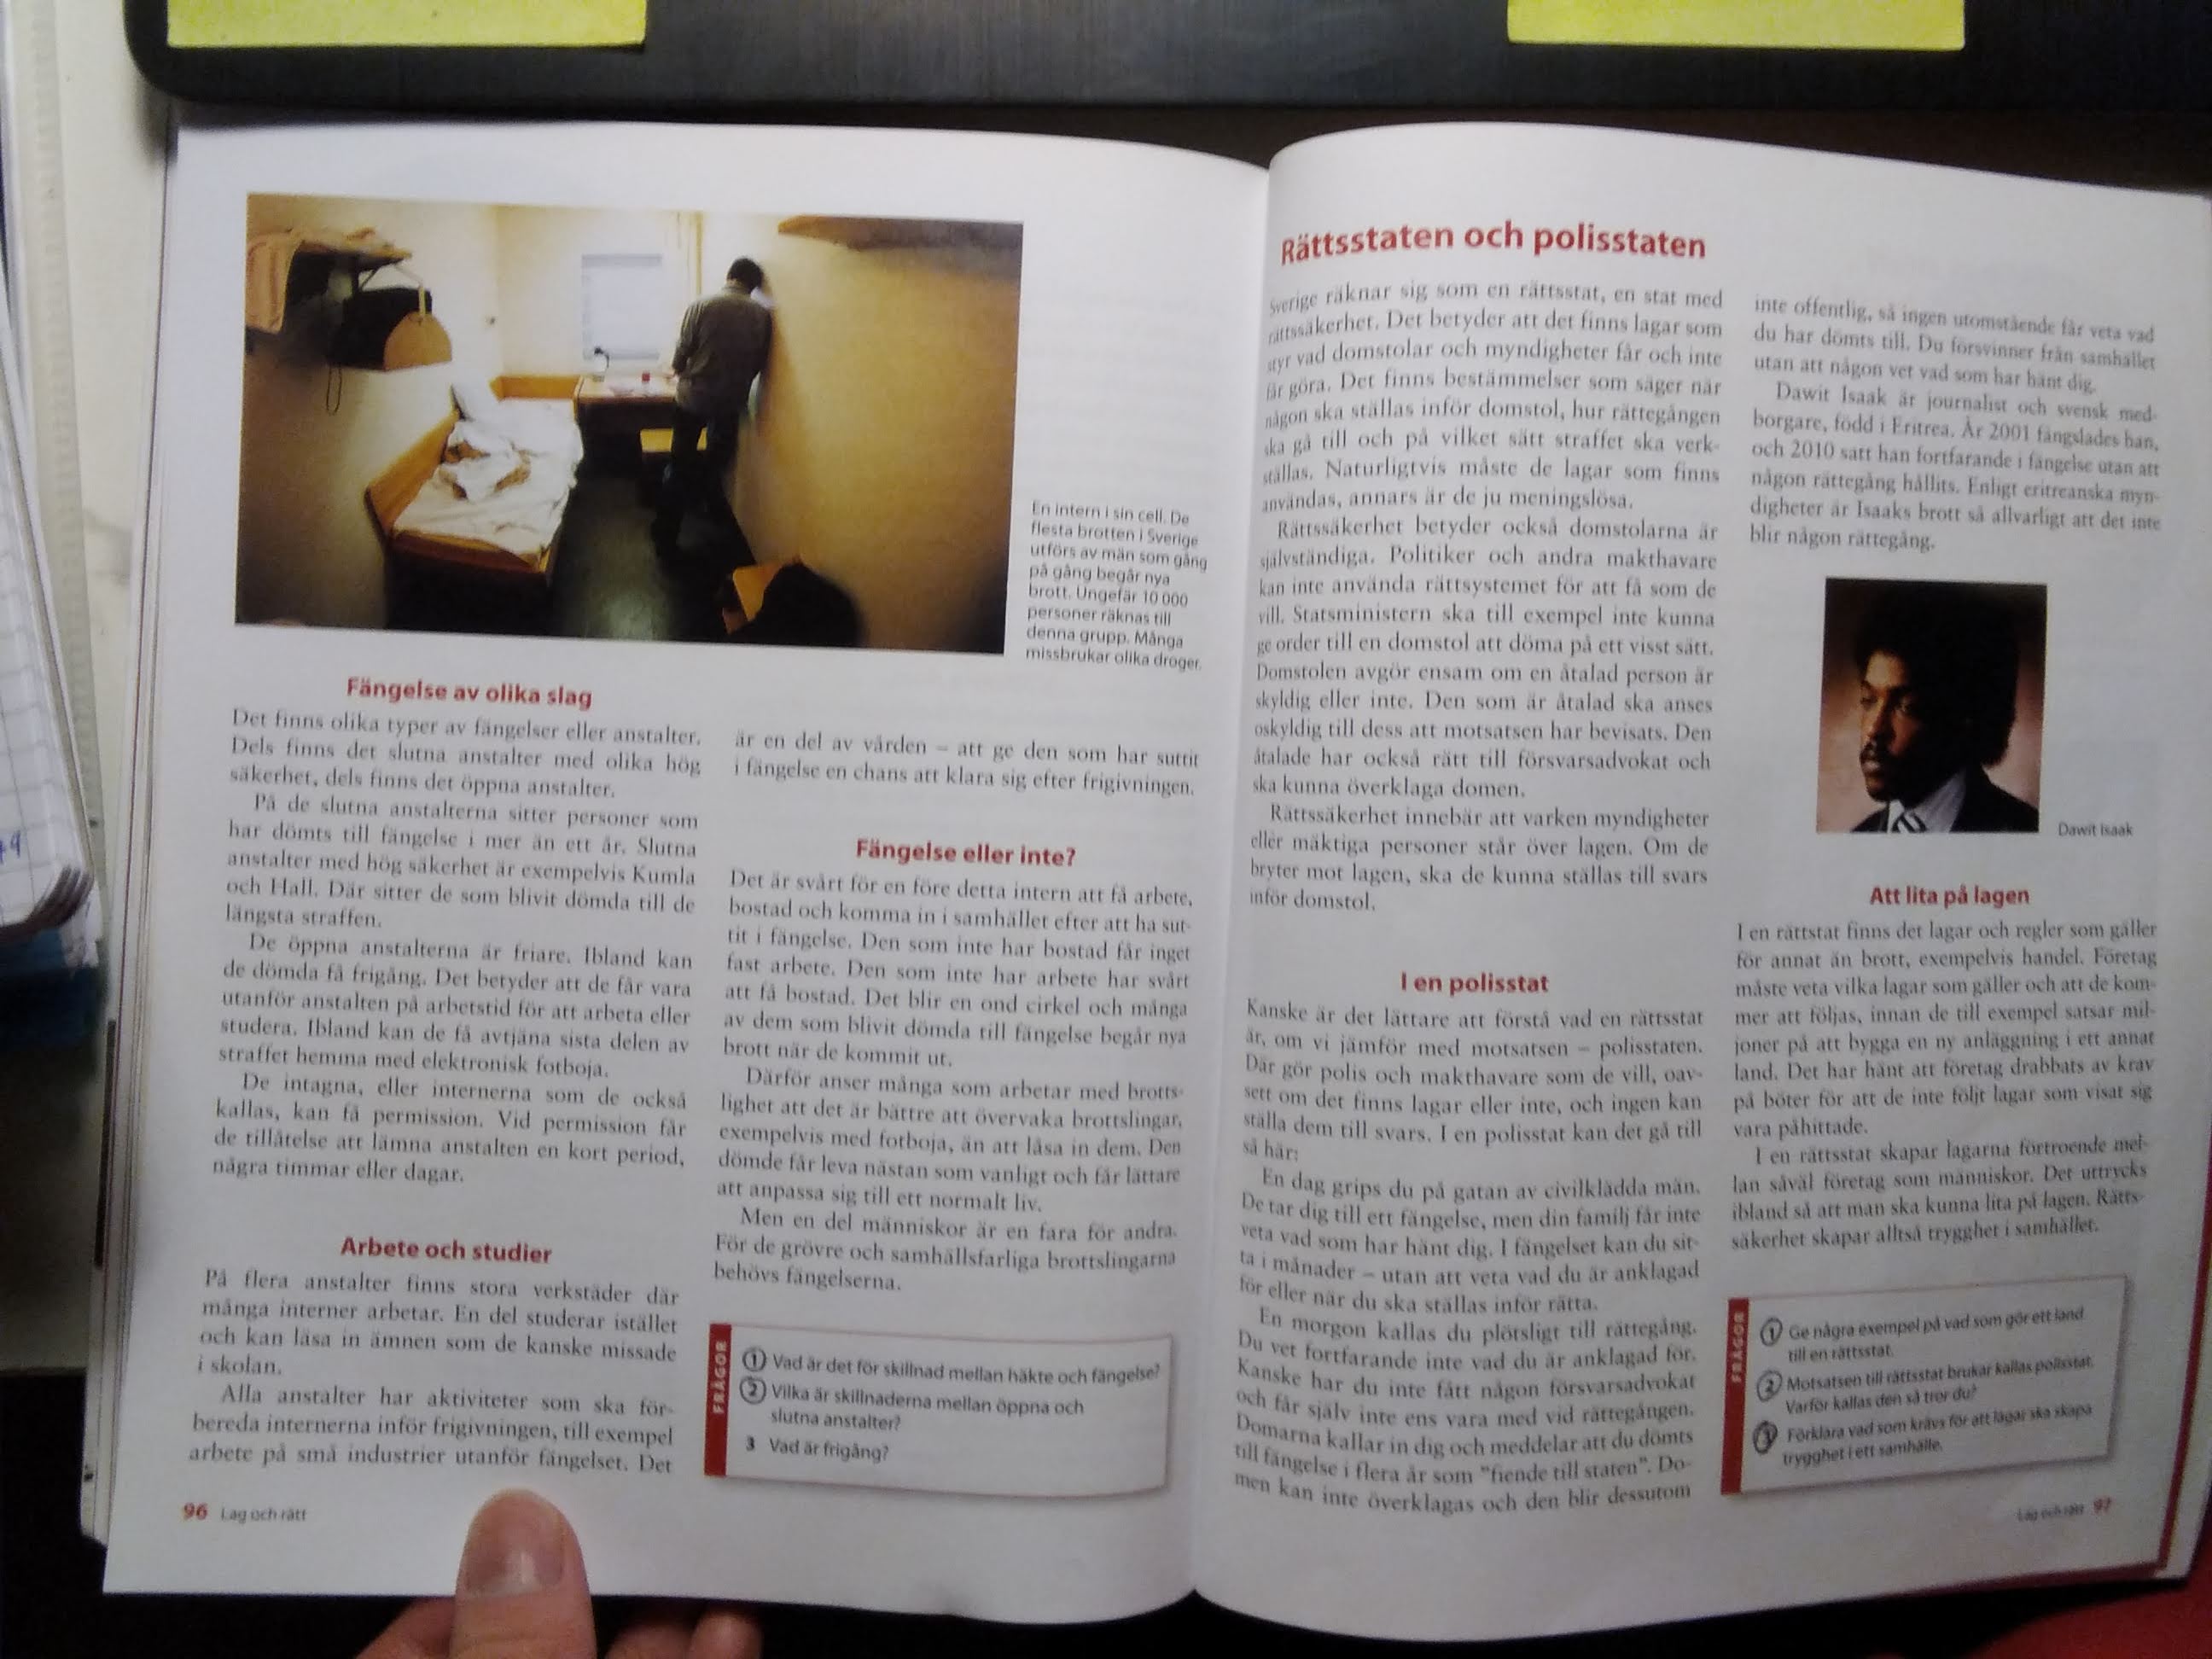 En intern i sin cell. De
flesta brotten i Sverige
utförs av män som gång
på gång begår nya
brott. Ungefär 10 000
personer räknas till
denna grupp. Många
missbrukar olika droger.
Fängelse av olika slag
Det finns olika typer av fängelser eller anstalter.
Dels finns det slutna anstalter med olika hög
säkerhet, dels finns det öppna anstalter.
På de slutna anstalterna sitter personer som
har dömts till fängelse i mer än ett år. Slutna
anstalter med hög säkerhet är exempelvis Kumla
och Hall. Där sitter de som blivit dömda till de
längsta straffen.
De öppna anstalterna är friare. Ibland kan
de dömda få frigång. Det betyder att de får vara
utanför anstalten på arbetstid för att arbeta eller
studera. Ibland kan de få avtjäna sista delen av
straffet hemma med elektronisk fotboja.
De intagna, eller internerna som de också
kallas, kan få permission. Vid permission får
de tillåtelse att lämna anstalten en kort period,
några timmar eller dagar.
Arbete och studier
På flera anstalter finns stora verkstäder där
många interner arbetar. En del studerar istället
och kan läsa in ämnen som de kanske missade
i skolan.
Alla anstalter har aktiviteter som ska för-
bereda internerna inför frigivningen, till exempel
arbete på små industrier utanför fängelset. Det
är en del av vården – att ge den som har suttit
i fängelse en chans att klara sig efter frigivningen.
Fängelse eller inte?
Det är svårt för en före detta intern att få arbete,
bostad och komma in i samhället efter att ha sut-
tit i fängelse. Den som inte har bostad får inget
fast arbete. Den som inte har arbete har svårt
att få bostad. Det blir en ond cirkel och många
av dem som blivit dömda till fängelse begår nya
brott när de kommit ut.
Därför anser många som arbetar med brotts-
lighet att det är bättre att övervaka brottslingar,
exempelvis med fotboja, än att låsa in dem. Den
dömde får leva nästan som vanligt och får lättare
att anpassa sig till ett normalt liv.
Men en del människor är en fara för andra.
För de grövre och samhällsfarliga brottslingarna
behövs fängelserna.
FRÅGOR
1 Vad är det för skillnad mellan häkte och fängelse?
2 Vilka är skillnaderna mellan öppna och
slutna anstalter?
3 Vad är frigång?
96 Lag och rätt
Rättsstaten och polisstaten
Sverige räknar sig som en rättsstat, en stat med
rättssäkerhet. Det betyder att det finns lagar som
styr vad domstolar och myndigheter får och inte
får göra. Det finns bestämmelser som säger när
någon ska ställas inför domstol, hur rättegången
ska gå till och på vilket sätt straffet ska verk-
ställas. Naturligtvis måste de lagar som finns
användas, annars är de ju meningslösa.
Rättssäkerhet betyder också domstolarna är
självständiga. Politiker och andra makthavare
kan inte använda rättsystemet för att få som de
vill. Statsministern ska till exempel inte kunna
ge order till en domstol att döma på ett visst sätt.
Domstolen avgör ensam om en åtalad person är
skyldig eller inte. Den som är åtalad ska anses
oskyldig till dess att motsatsen har bevisats. Den
åtalade har också rätt till försvarsadvokat och
ska kunna överklaga domen.
Rättssäkerhet innebär att varken myndigheter
eller mäktiga personer står över lagen. Om de
bryter mot lagen, ska de kunna ställas till svars
inför domstol.
I en polisstat
Kanske är det lättare att förstå vad en rättsstat
är, om vi jämför med motsatsen – polisstaten.
Där gör polis och makthavare som de vill, oav-
sett om det finns lagar eller inte, och ingen kan
ställa dem till svars. I en polisstat kan det gå till
så här:
En dag grips du på gatan av civilklädda män.
De tar dig till ett fängelse, men din familj får inte
veta vad som har hänt dig. I fängelset kan du sit-
ta i månader – utan att veta vad du är anklagad
för eller när du ska ställas inför rätta.
En morgon kallas du plötsligt till rättegång.
Du vet fortfarande inte vad du är anklagad för.
Kanske har du inte fått någon försvarsadvokat
och får själv inte ens vara med vid rättegången.
Domarna kallar in dig och meddelar att du dömts
till fängelse i flera år som "fiende till staten". Do-
men kan inte överklagas och den blir dessutom
inte offentlig, så ingen utomstående får veta vad
du har dömts till. Du försvinner från samhället
utan att någon vet vad som har hänt dig.
Dawit Isaak är journalist och svensk med-
borgare, född i Eritrea. År 2001 fängslades han,
och 2010 satt han fortfarande i fängelse utan att
någon rättegång hållits. Enligt eritreanska myn-
digheter är Isaaks brott så allvarligt att det inte
blir någon rättegång.
Dawit Isaak
Att lita på lagen
I en rättstat finns det lagar och regler som gäller
för annat än brott, exempelvis handel. Företag
måste veta vilka lagar som gäller och att de kom-
mer att följas, innan de till exempel satsar mil-
joner på att bygga en ny anläggning i ett annat
land. Det har hänt att företag drabbats av krav
på böter för att de inte följt lagar som visat sig
vara påhittade.
I en rättsstat skapar lagarna förtroende mel-
lan såväl företag som människor. Det uttrycks
ibland så att man ska kunna lita på lagen. Rätts-
säkerhet skapar alltså trygghet i samhället.
FRÅGOR
1 Ge några exempel på vad som gör ett land
till en rättsstat.
2 Motsatsen till rättsstat brukar kallas polisstat.
Varför kallas den så tror du?
3 Förklara vad som krävs för att lagar ska skapa
trygghet i ett samhälle.
Lag och rätt 97